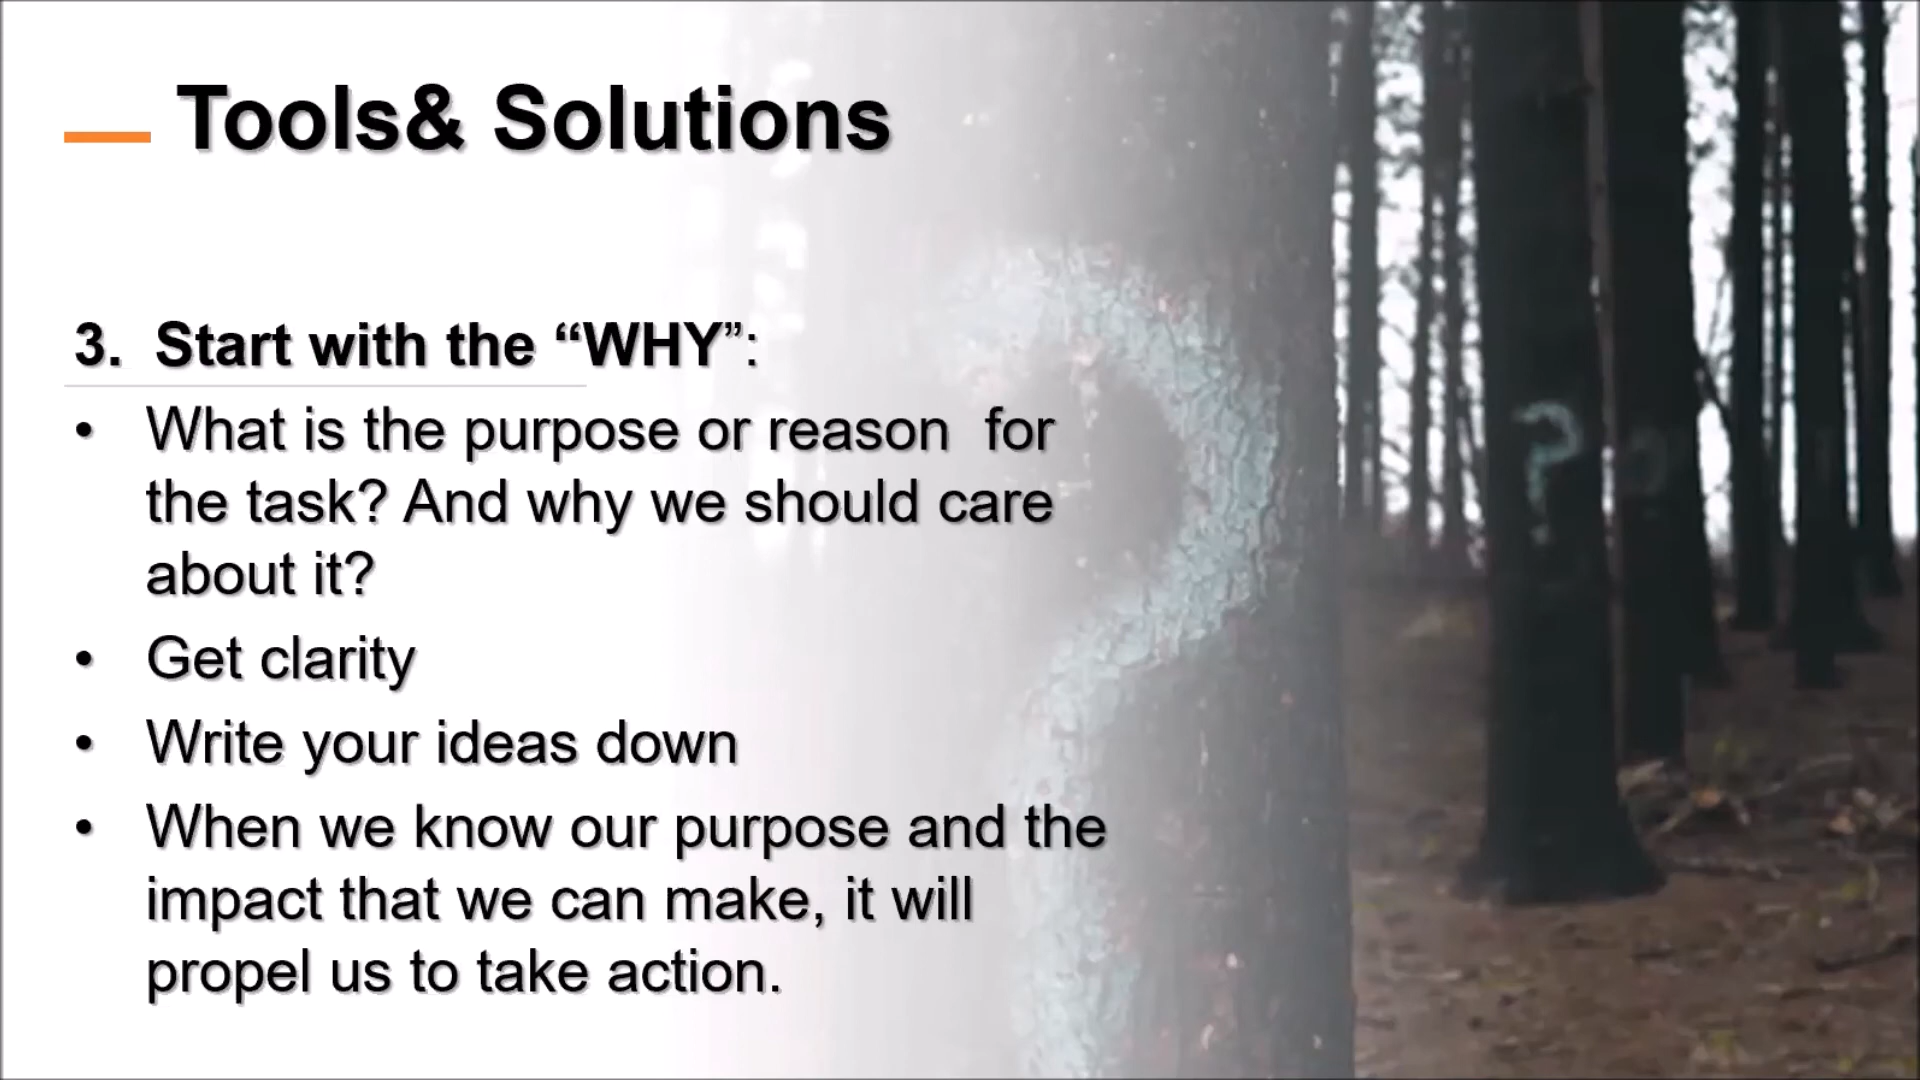 Tools& Solutions
3. Start with the “WHY”:
• What is the purpose or reason  for
the task? And why we should care
about it?
• Get clarity
• Write your ideas down
• When we know our purpose and the
impact that we can make, it will
propel us to take action.
?
?